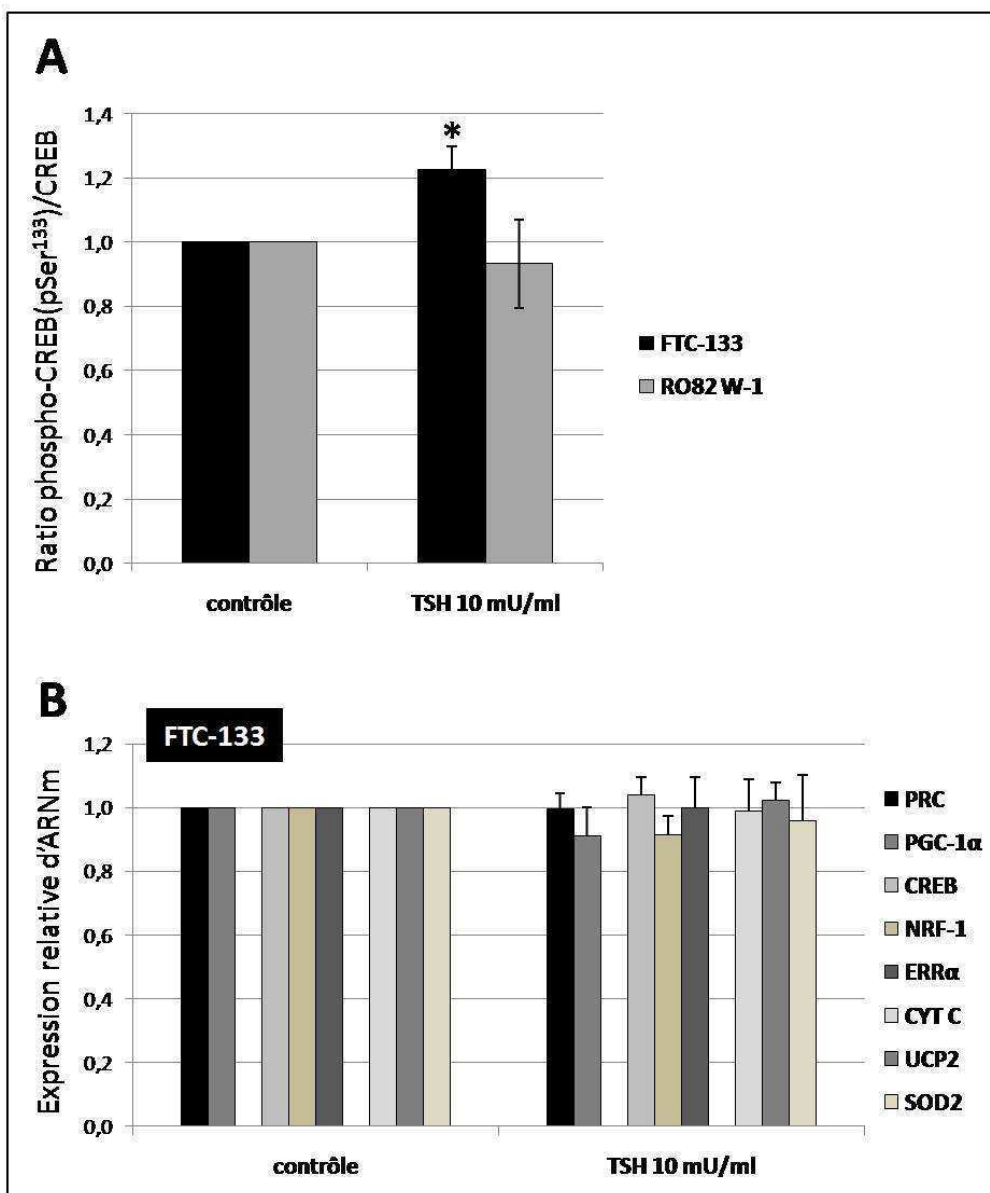 A
Ratio phospho-CREB(pSer133)/CREB
1,4
1,2
1,0
0,8
0,6
0,4
0,2
0,0
*
contrôle
TSH 10 mU/ml
FTC-133
RO82 W-1
B
FTC-133
Expression relative d'ARNm
1,2
1,0
0,8
0,6
0,4
0,2
0,0
contrôle
TSH 10 mU/ml
PRC
PGC-1α
CREB
NRF-1
ERRα
CYT C
UCP2
SOD2